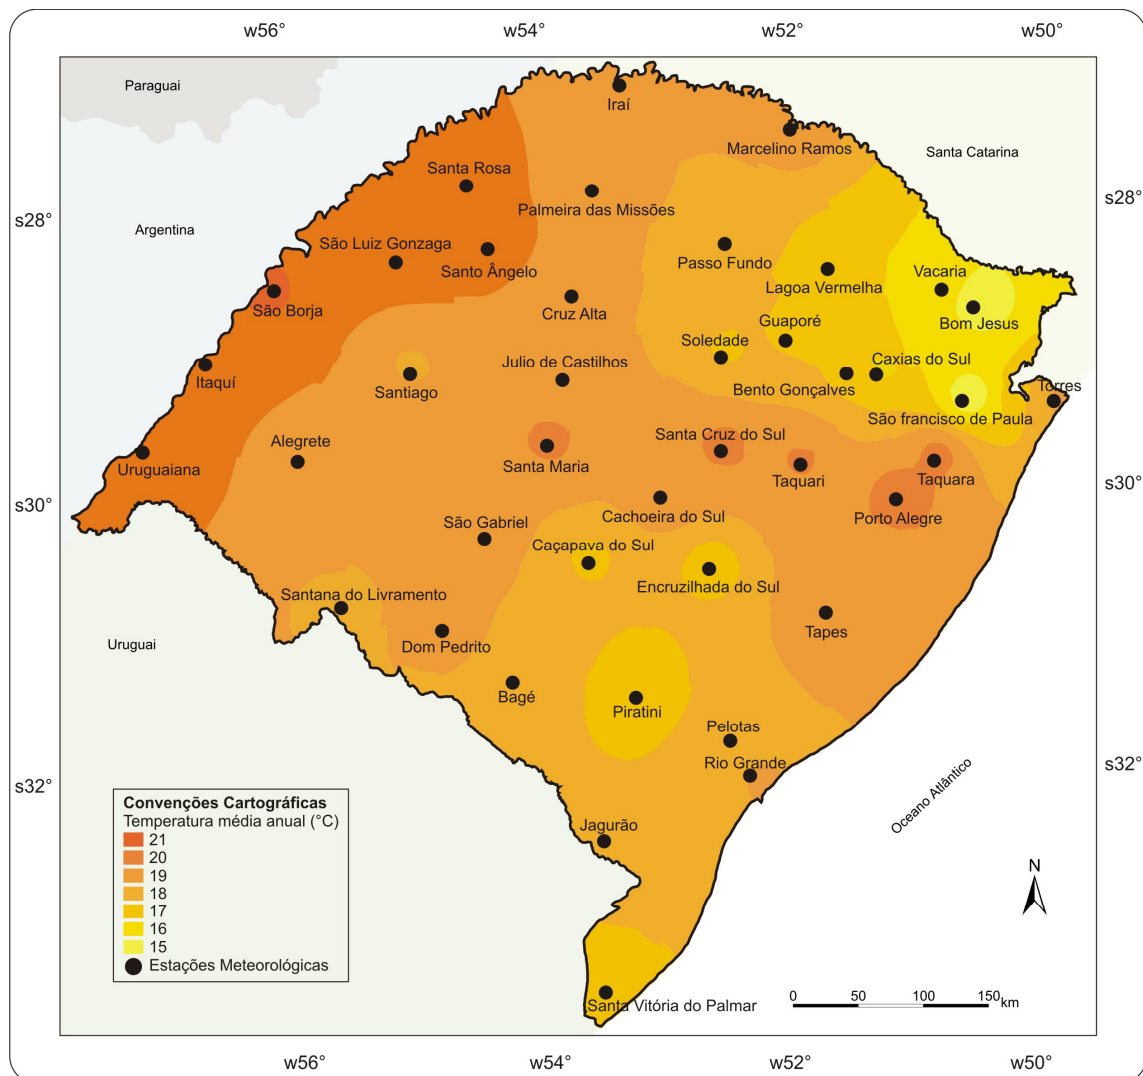 w56° w54° w52° w50°
Paraguai
Iraí
Marcelino Ramos
Santa Catarina
Santa Rosa
Palmeira das Missões
s28° s28°
Argentina
São Luiz Gonzaga
Santo Ângelo
Passo Fundo
Lagoa Vermelha
Vacaria
São Borja
Cruz Alta
Bom Jesus
Guaporé
Soledade
Julio de Castilhos
Caxias do Sul
Itaquí
Santiago
Bento Gonçalves
Torres
São francisco de Paula
Alegrete
Santa Cruz do Sul
Uruguaiana
Santa Maria
Taquari
Taquara
s30° s30°
São Gabriel
Cachoeira do Sul
Porto Alegre
Caçapava do Sul
Encruzilhada do Sul
Santana do Livramento
Uruguai
Dom Pedrito
Tapes
Bagé
Piratini
Pelotas
Rio Grande
s32° s32°
Oceano Atlântico
Convenções Cartográficas
Temperatura média anual (°C)
21
20
19
18
17
16
15
Estações Meteorológicas
Jagurão
N
Santa Vitória do Palmar
0 50 100 150 km
w56° w54° w52° w50°